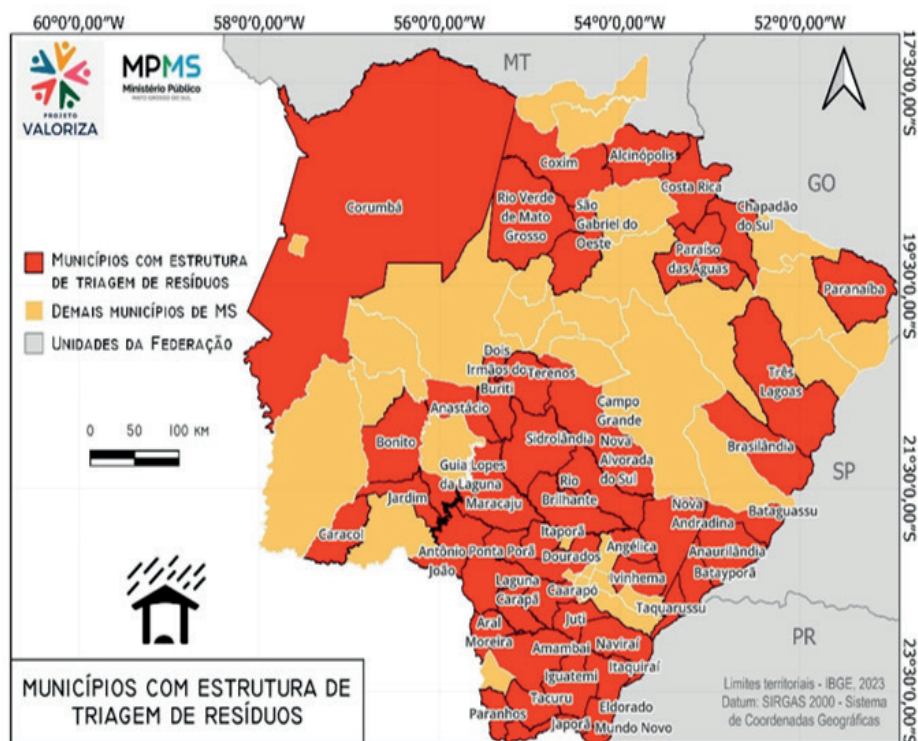 60°0'0,00"W
58°0'0,00"W
56°0'0,00"W
54°0'0,00"W
52°0'0,00"W
17°30'0,00"S
19°30'0,00"S
21°30'0,00"S
23°30'0,00"S
PROJETO
VALORIZA
MPMS
Ministério Público
MATO GROSSO DO SUL
MT
GO
SP
PR
Municípios com estrutura
de triagem de resíduos
Demais municípios de MS
Unidades da Federação
0 50 100 km
Corumbá
Coxim
Alcinópolis
Costa Rica
Rio Verde
de Mato
Grosso
São
Gabriel do
Oeste
Chapadão
do Sul
Paraíso
das Águas
Paranaíba
Três
Lagoas
Dois
Irmãos do
Buriti
Terenos
Anastácio
Campo
Grande
Bonito
Sidrolândia
Nova
Alvorada
do Sul
Brasilândia
Guia Lopes
da Laguna
Rio
Brilhante
Jardim
Maracaju
Nova
Andradina
Bataguassu
Caracol
Itaporã
Antônio
João
Ponta Porã
Dourados
Angélica
Anaurilândia
Ivinhema
Batayporã
Laguna
Carapã
Caarapó
Taquarussu
Aral
Moreira
Juti
Amambai
Naviraí
Itaquiraí
Iguatemi
Tacuru
Eldorado
Paranhos
Japorã
Mundo Novo
MUNICÍPIOS COM ESTRUTURA DE
TRIAGEM DE RESÍDUOS
Limites territoriais - IBGE, 2023
Datum: SIRGAS 2000 - Sistema
de Coordenadas Geográficas